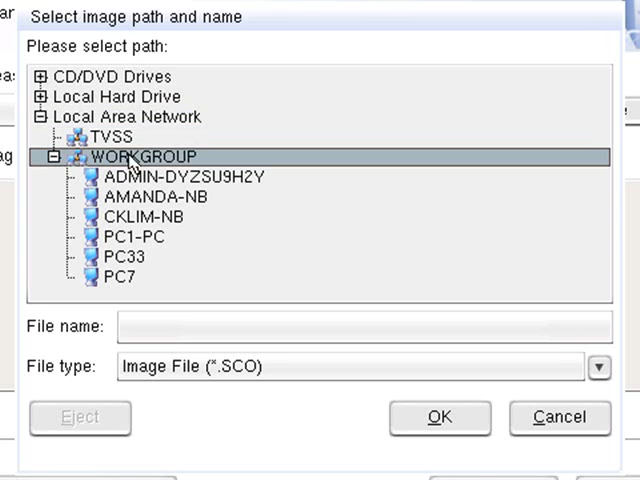 Select image path and name
Please select path:
CD/DVD Drives
Local Hard Drive
Local Area Network
TVSS
WORKGROUP
ADMIN-DYZSU9H2Y
AMANDA-NB
CKLIM-NB
PC1-PC
PC33
PC7
File name:
File type: Image File (*.SCO)
Eject OK Cancel